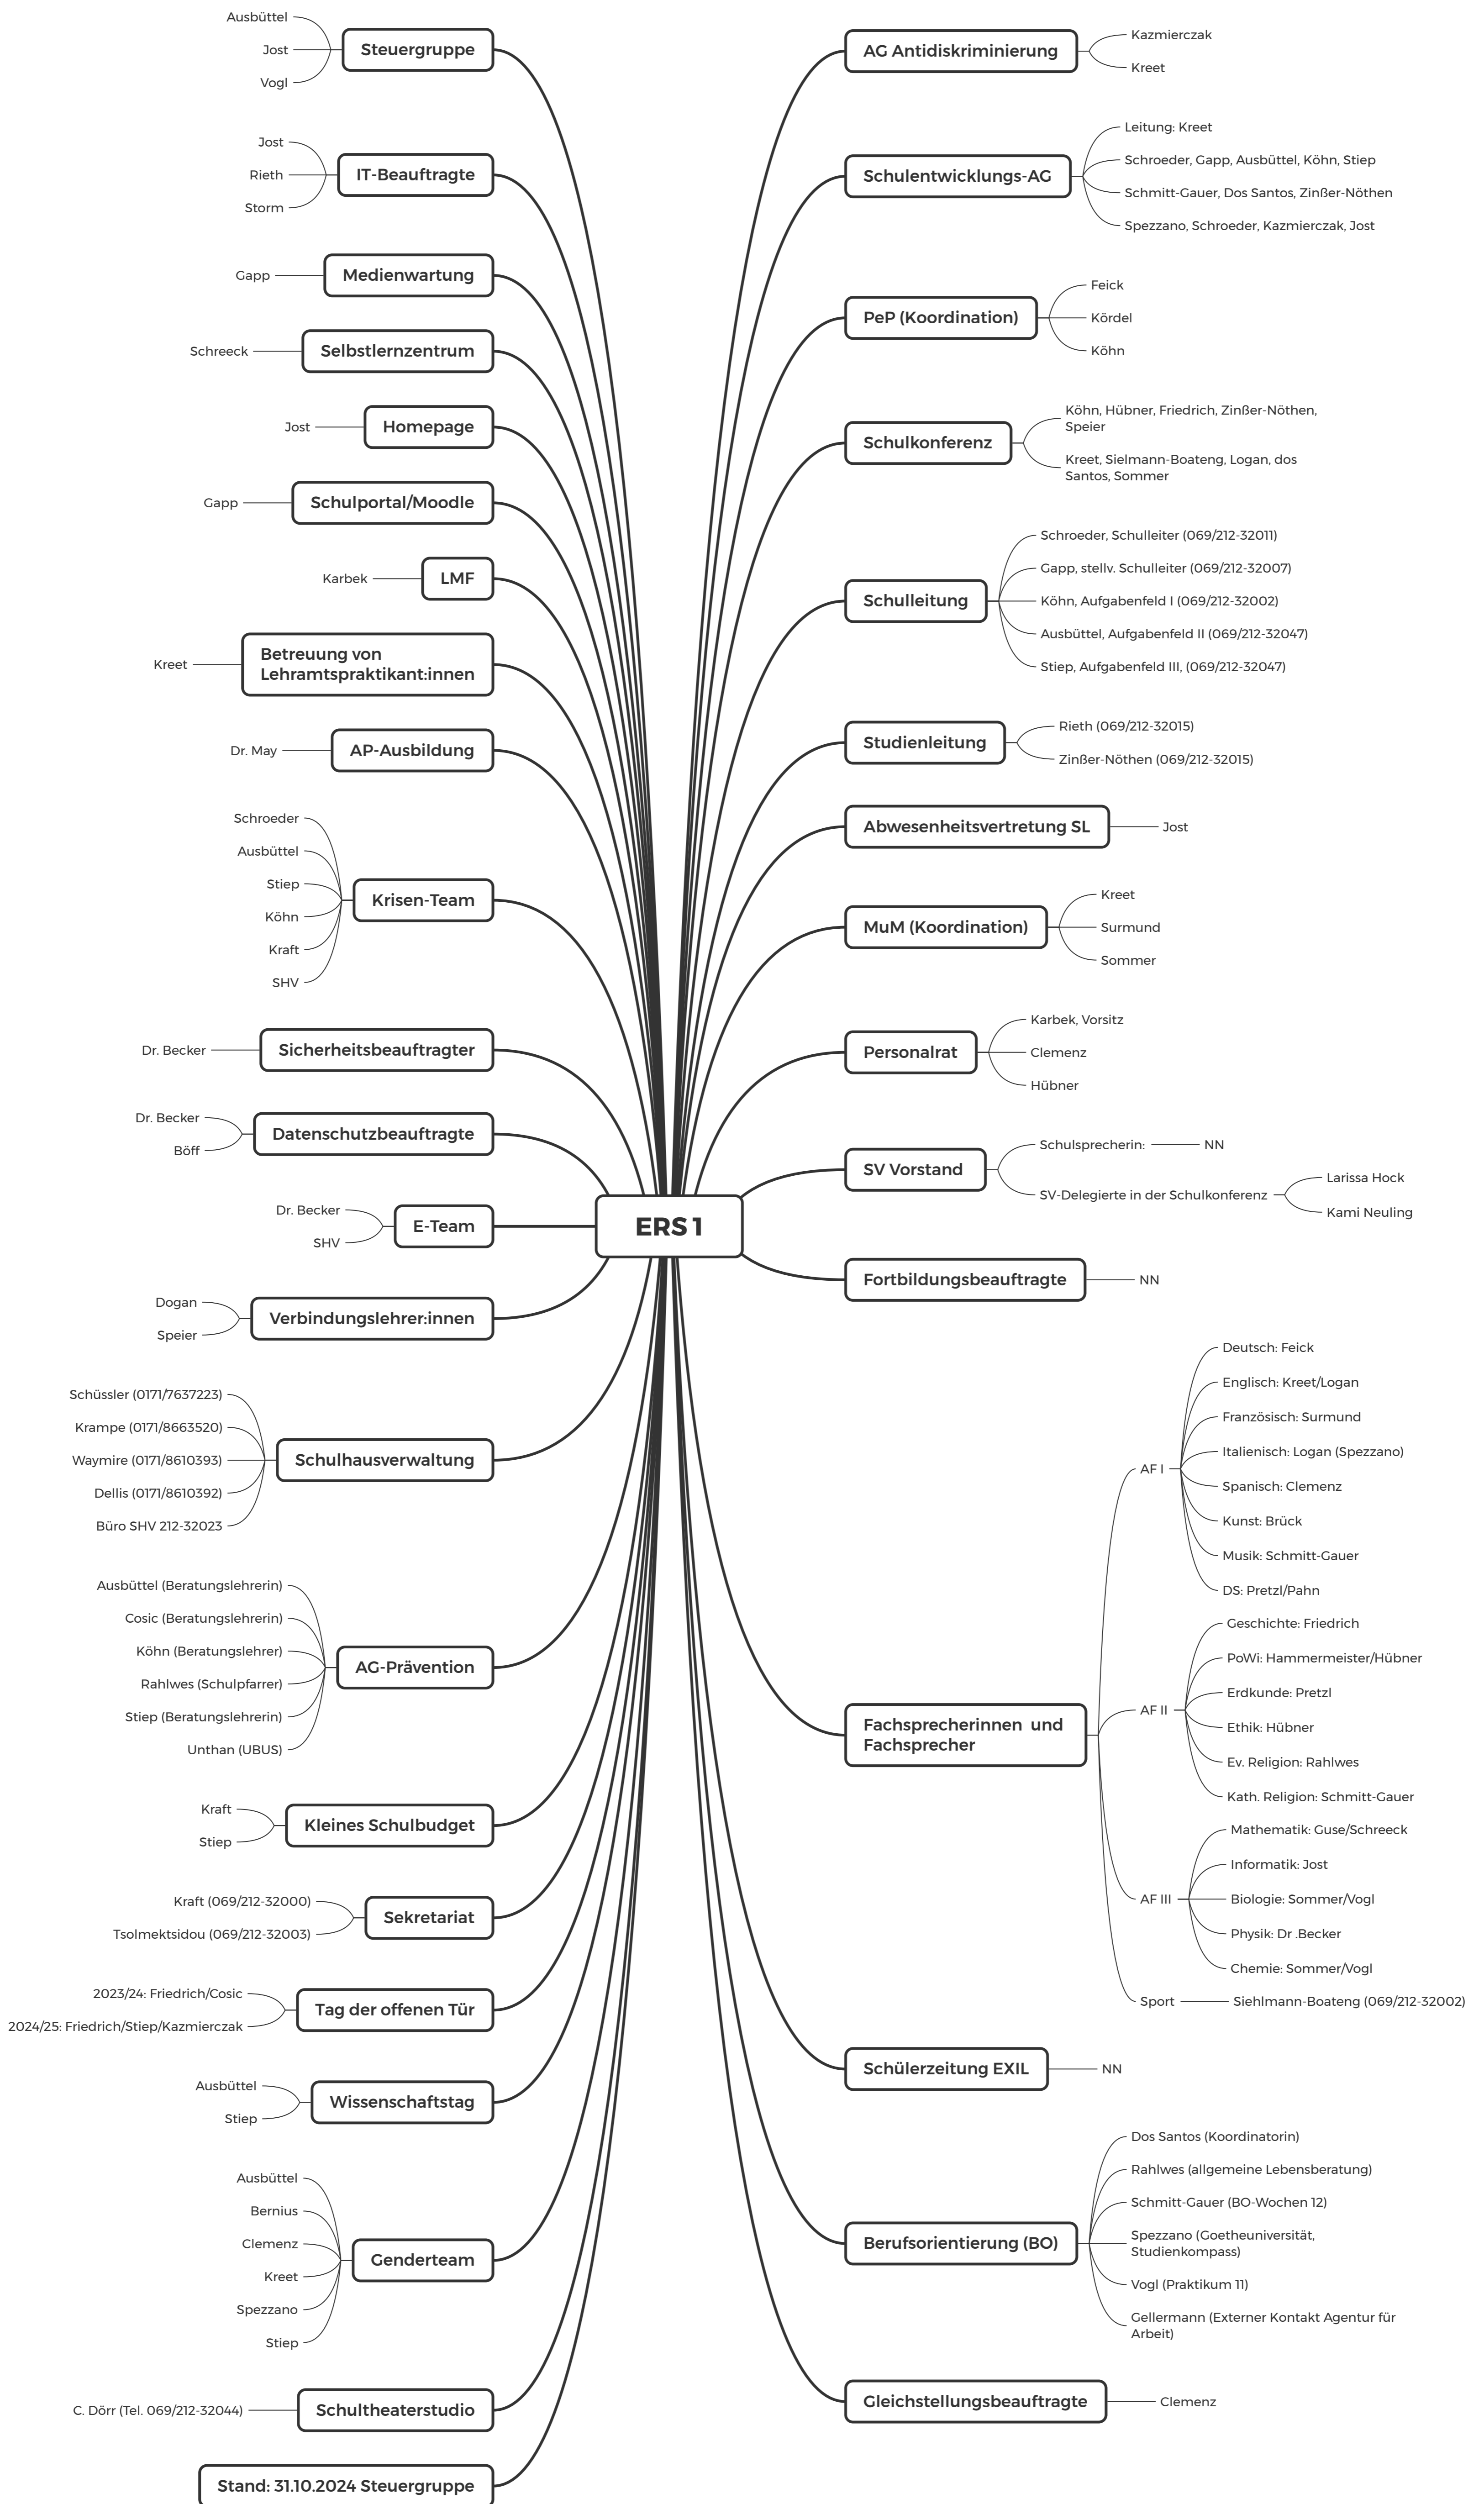 ERS 1
Steuergruppe
Ausbüttel
Jost
Vogl
IT-Beauftragte
Jost
Rieth
Storm
Medienwartung
Gapp
Selbstlernzentrum
Schreeck
Homepage
Jost
Schulportal/Moodle
Gapp
LMF
Karbek
Betreuung von
Lehramtspraktikant:innen
Kreet
AP-Ausbildung
Dr. May
Krisen-Team
Schroeder
Ausbüttel
Stiep
Köhn
Kraft
SHV
Sicherheitsbeauftragter
Dr. Becker
Datenschutzbeauftragte
Dr. Becker
Böff
E-Team
Dr. Becker
SHV
Verbindungslehrer:innen
Dogan
Speier
Schulhausverwaltung
Schüssler (0171/7637223)
Krampe (0171/8663520)
Waymire (0171/8610393)
Dellis (0171/8610392)
Büro SHV 212-32023
AG-Prävention
Ausbüttel (Beratungslehrerin)
Cosic (Beratungslehrerin)
Köhn (Beratungslehrer)
Rahlwes (Schulpfarrer)
Stiep (Beratungslehrerin)
Unthan (UBUS)
Kleines Schulbudget
Kraft
Stiep
Sekretariat
Kraft (069/212-32000)
Tsolmektsidou (069/212-32003)
Tag der offenen Tür
2023/24: Friedrich/Cosic
2024/25: Friedrich/Stiep/Kazmierczak
Wissenschaftstag
Ausbüttel
Stiep
Genderteam
Ausbüttel
Bernius
Clemenz
Kreet
Spezzano
Stiep
Schultheaterstudio
C. Dörr (Tel. 069/212-32044)
Stand: 31.10.2024 Steuergruppe
AG Antidiskriminierung
Kazmierczak
Kreet
Schulentwicklungs-AG
Leitung: Kreet
Schroeder, Gapp, Ausbüttel, Köhn, Stiep
Schmitt-Gauer, Dos Santos, Zinßer-Nöthen
Spezzano, Schroeder, Kazmierczak, Jost
PeP (Koordination)
Feick
Kördel
Köhn
Schulkonferenz
Köhn, Hübner, Friedrich, Zinßer-Nöthen,
Speier
Kreet, Sielmann-Boateng, Logan, dos
Santos, Sommer
Schulleitung
Schroeder, Schulleiter (069/212-32011)
Gapp, stellv. Schulleiter (069/212-32007)
Köhn, Aufgabenfeld I (069/212-32002)
Ausbüttel, Aufgabenfeld II (069/212-32047)
Stiep, Aufgabenfeld III, (069/212-32047)
Studienleitung
Rieth (069/212-32015)
Zinßer-Nöthen (069/212-32015)
Abwesenheitsvertretung SL
Jost
MuM (Koordination)
Kreet
Surmund
Sommer
Personalrat
Karbek, Vorsitz
Clemenz
Hübner
SV Vorstand
Schulsprecherin:
NN
SV-Delegierte in der Schulkonferenz
Larissa Hock
Kami Neuling
Fortbildungsbeauftragte
NN
Fachsprecherinnen und
Fachsprecher
AF I
Deutsch: Feick
Englisch: Kreet/Logan
Französisch: Surmund
Italienisch: Logan (Spezzano)
Spanisch: Clemenz
Kunst: Brück
Musik: Schmitt-Gauer
DS: Pretzl/Pahn
AF II
Geschichte: Friedrich
PoWi: Hammermeister/Hübner
Erdkunde: Pretzl
Ethik: Hübner
Ev. Religion: Rahlwes
Kath. Religion: Schmitt-Gauer
AF III
Mathematik: Guse/Schreeck
Informatik: Jost
Biologie: Sommer/Vogl
Physik: Dr .Becker
Chemie: Sommer/Vogl
Sport
Siehlmann-Boateng (069/212-32002)
Schülerzeitung EXIL
NN
Berufsorientierung (BO)
Dos Santos (Koordinatorin)
Rahlwes (allgemeine Lebensberatung)
Schmitt-Gauer (BO-Wochen 12)
Spezzano (Goetheuniversität,
Studienkompass)
Vogl (Praktikum 11)
Gellermann (Externer Kontakt Agentur für
Arbeit)
Gleichstellungsbeauftragte
Clemenz